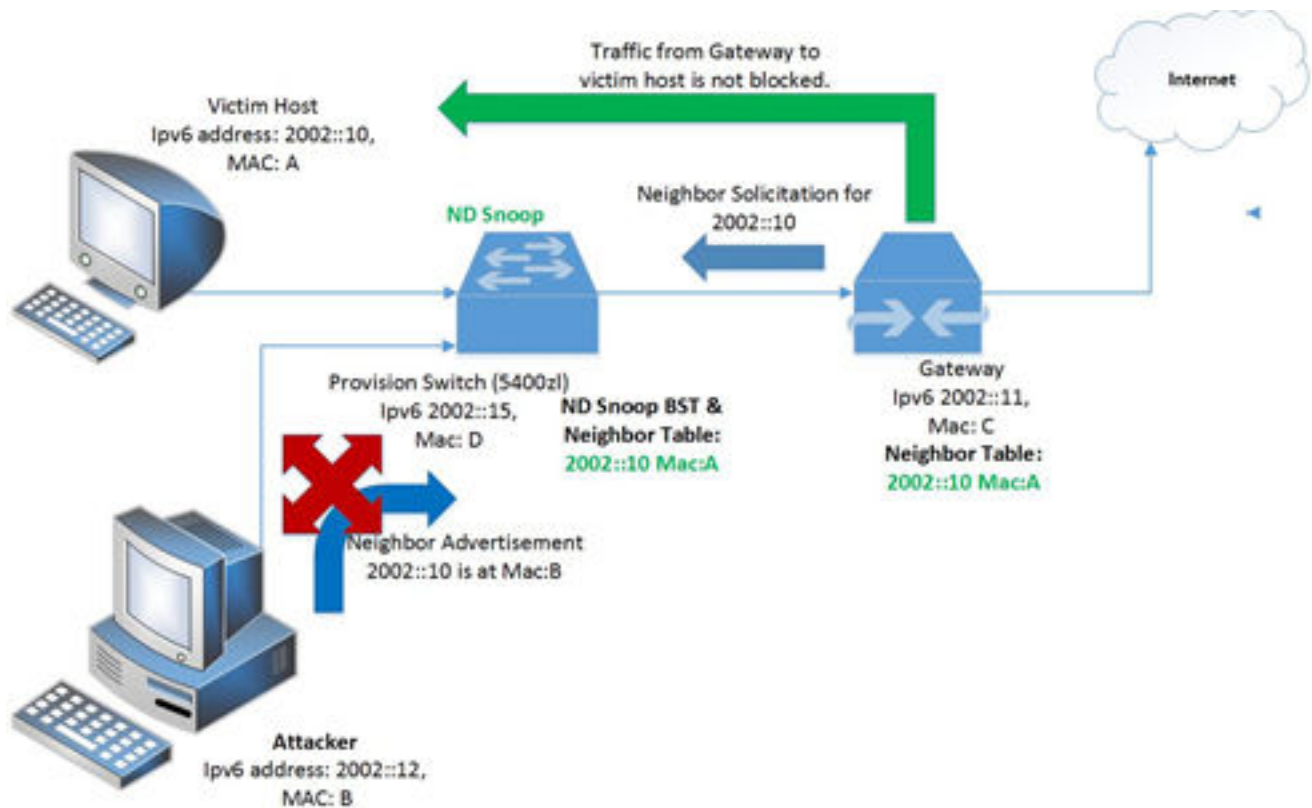 Traffic from Gateway to
victim host is not blocked.
Internet
Victim Host
Ipv6 address: 2002::10,
MAC: A
Neighbor Solicitation for
2002::10
ND Snoop
Gateway
Ipv6 2002::11,
Mac: C
Neighbor Table:
2002::10 Mac:A
Provision Switch (5400zl)
Ipv6 2002::15,
Mac: D
ND Snoop BST &
Neighbor Table:
2002::10 Mac:A
Neighbor Advertisement
2002::10 is at Mac:B
Attacker
Ipv6 address: 2002::12,
MAC: B